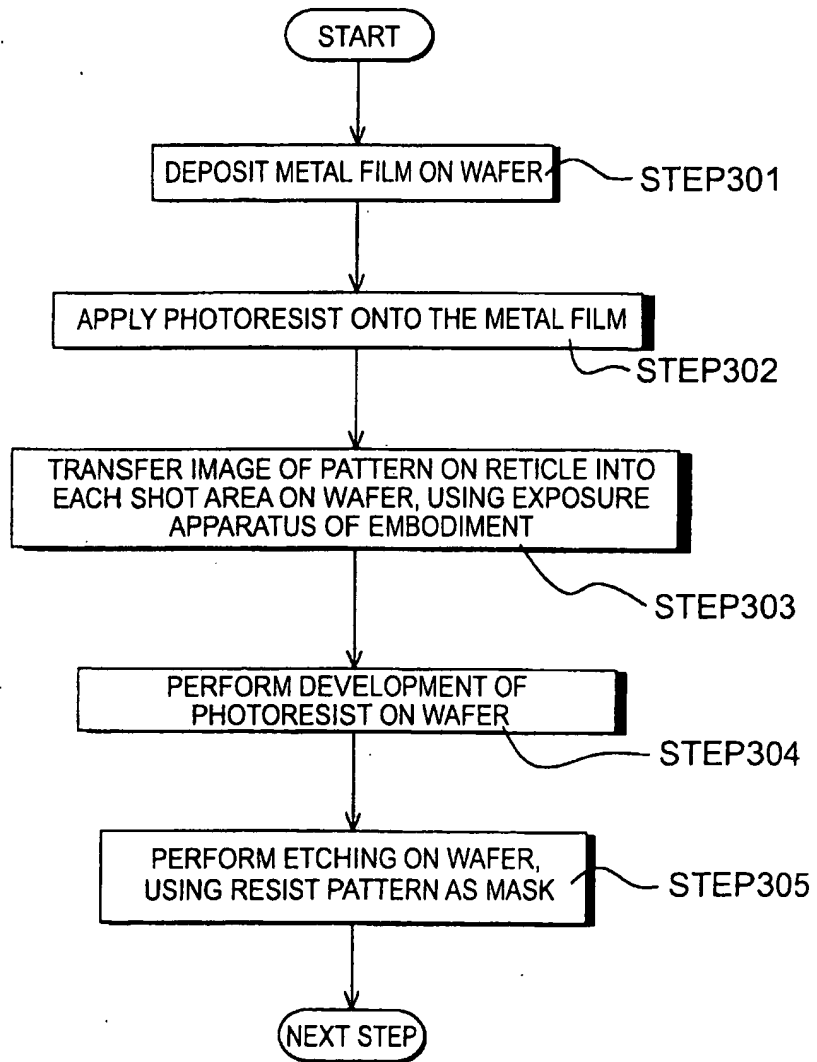 START
DEPOSIT METAL FILM ON WAFER
STEP301
APPLY PHOTORESIST ONTO THE METAL FILM
STEP302
TRANSFER IMAGE OF PATTERN ON RETICLE INTO
EACH SHOT AREA ON WAFER, USING EXPOSURE
APPARATUS OF EMBODIMENT
STEP303
PERFORM DEVELOPMENT OF
PHOTORESIST ON WAFER
STEP304
PERFORM ETCHING ON WAFER,
USING RESIST PATTERN AS MASK
STEP305
NEXT STEP